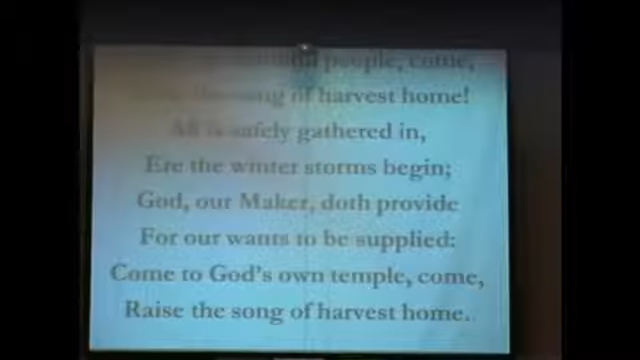 people, come,
song of harvest home!
All is safely gathered in,
Ere the winter storms begin;
God, our Maker, doth provide
For our wants to be supplied:
Come to God's own temple, come,
Raise the song of harvest home.